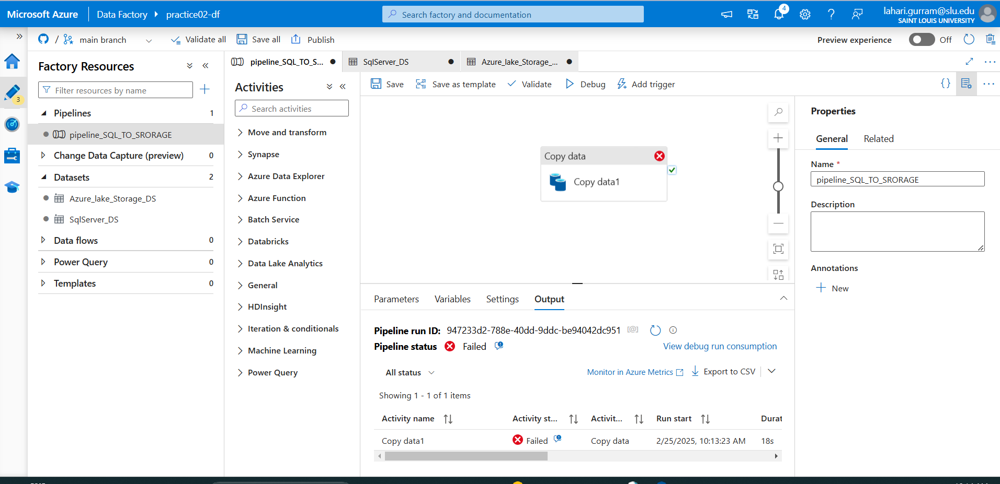 Microsoft Azure
Data Factory
practice02-df
Search factory and documentation
4
lahari.gurram@slu.edu
SAINT LOUIS UNIVERSITY
/
main branch
Validate all
Save all
Publish
Preview experience
Off
3
Factory Resources
Filter resources by name
Pipelines 1
pipeline_SQL_TO_SRORAGE
Change Data Capture (preview) 0
Datasets 2
Azure_lake_Storage_DS
SqlServer_DS
Data flows 0
Power Query 0
Templates 0
pipeline_SQL_TO_S...
SqlServer_DS
Azure_lake_Storage_...
Activities
Search activities
Move and transform
Synapse
Azure Data Explorer
Azure Function
Batch Service
Databricks
Data Lake Analytics
General
HDInsight
Iteration & conditionals
Machine Learning
Power Query
Save
Save as template
Validate
Debug
Add trigger
{}
Copy data
Copy data1
Parameters
Variables
Settings
Output
Pipeline run ID: 947233d2-788e-40dd-9ddc-be94042dc951
Pipeline status Failed
View debug run consumption
All status
Monitor in Azure Metrics
Export to CSV
Showing 1 - 1 of 1 items
Activity name Activity st... Activit... Run start Durat
Copy data1 Failed Copy data 2/25/2025, 10:13:23 AM 18s
Properties
General
Related
Name *
pipeline_SQL_TO_SRORAGE
Description
Annotations
New